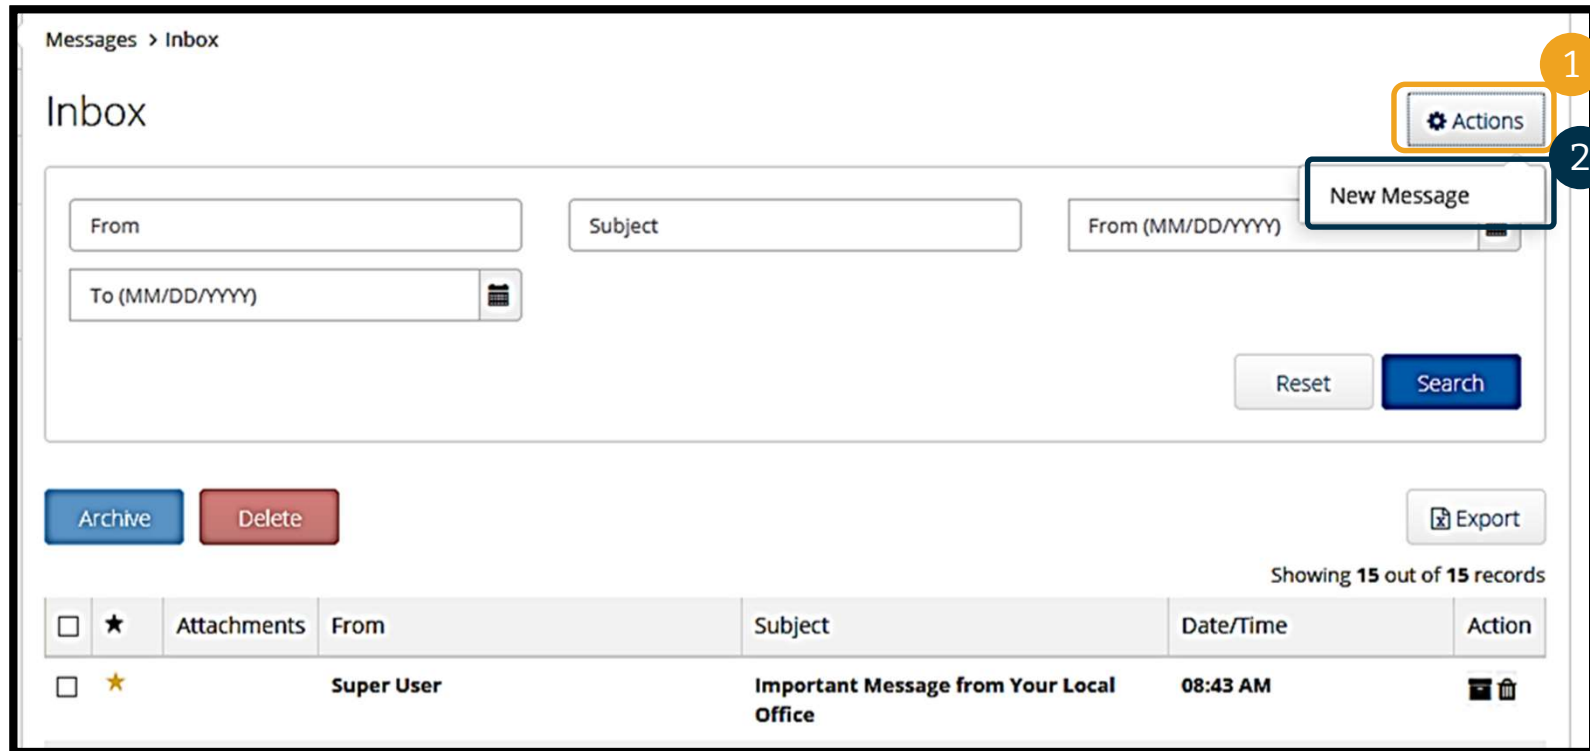 Messages > Inbox
1
Inbox
Actions
2
New Message
From
Subject
From (MM/DD/YYYY)
To (MM/DD/YYYY)
Reset
Search
Archive
Delete
Export
Showing 15 out of 15 records
Attachments
From
Subject
Date/Time
Action
Super User
Important Message from Your Local
Office
08:43 AM